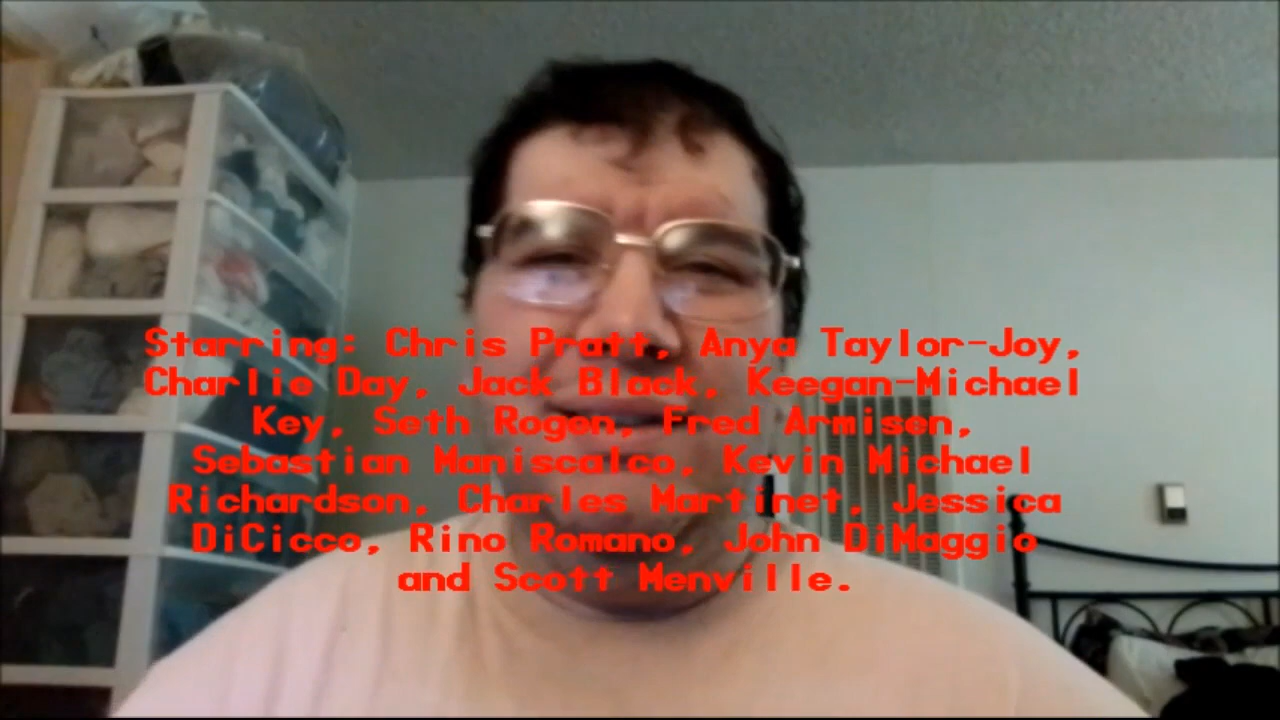 Starring: Chris Pratt, Anya Taylor-Joy,
Charlie Day, Jack Black, Keegan-Michael
Key, Seth Rogen, Fred Armisen,
Sebastian Maniscalco, Kevin Michael
Richardson, Charles Martinet, Jessica
DiCicco, Rino Romano, John DiMaggio
and Scott Menville.